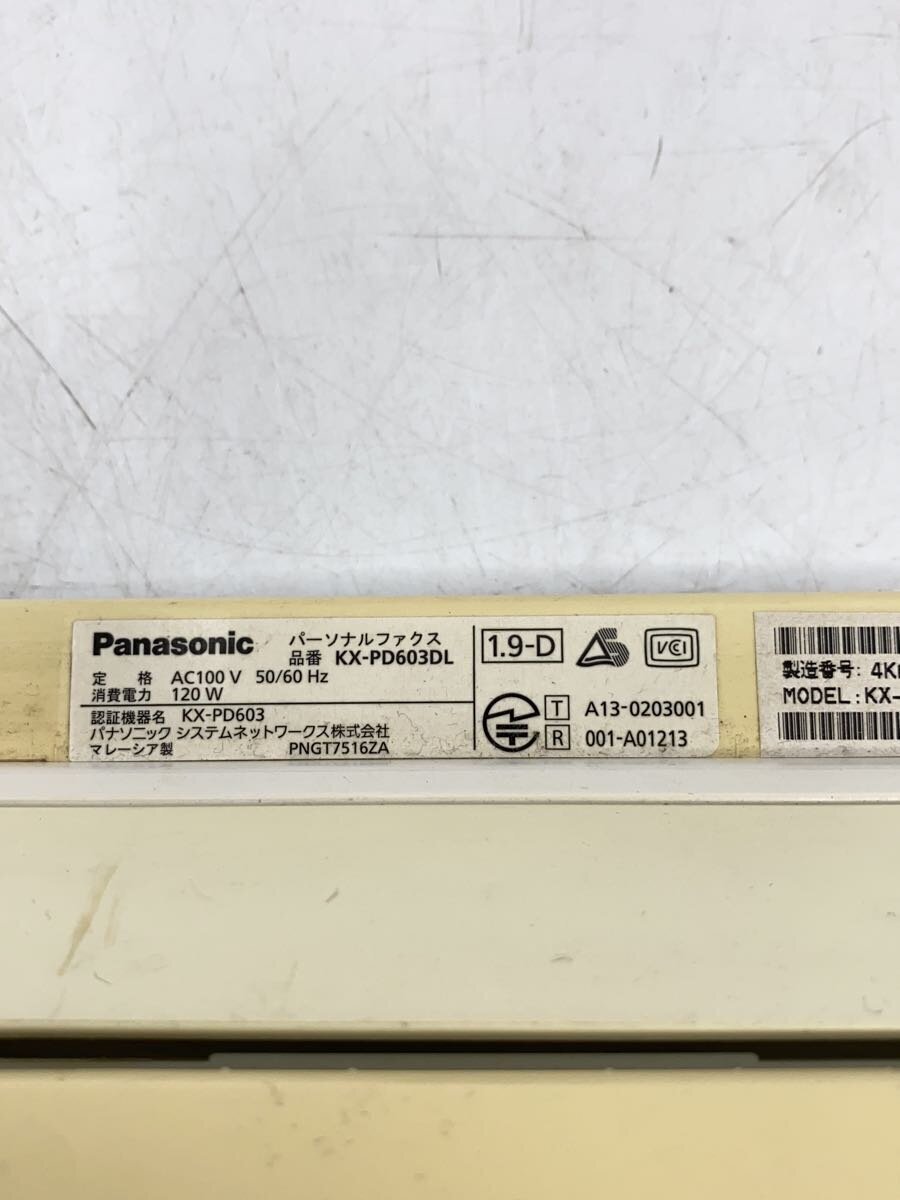 Panasonic パーソナルファクス
品番 KX-PD603DL
定 格 AC100 V 50/60 Hz
消費電力 120 W
認証機器名 KX-PD603
パナソニック システムネットワークス株式会社
マレーシア製 PNGT7516ZA
1.9-D
VCI
T A13-0203001
R 001-A01213
製造番号: 4K
MODEL:KX-